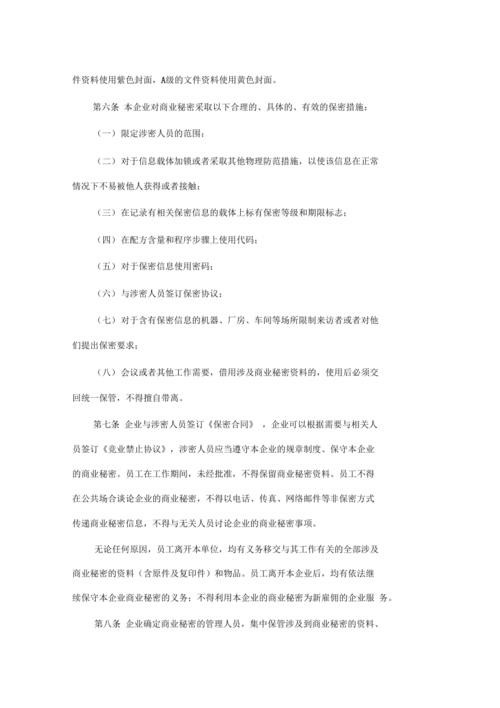 件资料使用紫色封面，A级的文件资料使用黄色封面。
第六条 本企业对商业秘密采取以下合理的、具体的、有效的保密措施：
（一）限定涉密人员的范围；
（二）对于信息载体加锁或者采取其他物理防范措施，以使该信息在正常
情况下不易被他人获得或者接触；
（三）在记录有相关保密信息的载体上标有保密等级和期限标志；
（四）在配方含量和程序步骤上使用代码；
（五）对于保密信息使用密码；
（六）与涉密人员签订保密协议；
（七）对于含有保密信息的机器、厂房、车间等场所限制来访者或者对他
们提出保密要求；
（八）会议或者其他工作需要，借用涉及商业秘密资料的，使用后必须交
回统一保管，不得擅自带离。
第七条 企业与涉密人员签订《保密合同》 ，企业可以根据需要与相关人
员签订《竞业禁止协议》，涉密人员应当遵守本企业的规章制度、保守本企业
的商业秘密。员工在工作期间，未经批准，不得保留商业秘密资料。员工不得
在公共场合谈论企业的商业秘密，不得以电话、传真、网络邮件等非保密方式
传递商业秘密信息，不得与无关人员讨论企业的商业秘密事项。
无论任何原因，员工离开本单位，均有义务移交与其工作有关的全部涉及
商业秘密的资料（含原件及复印件）和物品。员工离开本企业后，均有依法继
续保守本企业商业秘密的义务；不得利用本企业的商业秘密为新雇佣的企业服 务。
第八条 企业确定商业秘密的管理人员，集中保管涉及到商业秘密的资料、